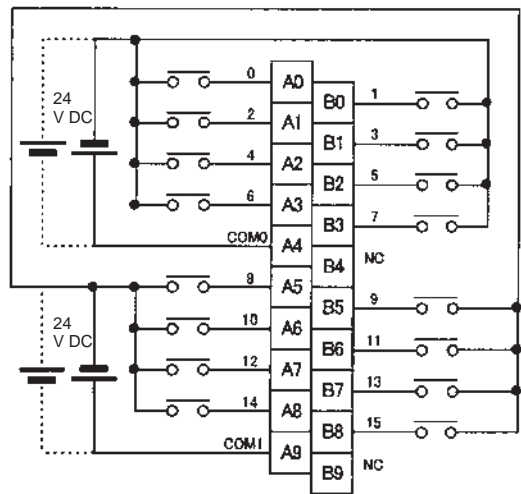 0 A0
B0 1
24
V DC
2 A1
B1 3
4 A2
B2 5
6 A3
B3 7
COM0 A4
B4 NC
8 A5
B5 9
24
V DC
10 A6
B6 11
12 A7
B7 13
14 A8
B8 15
COM1 A9
B9 NC